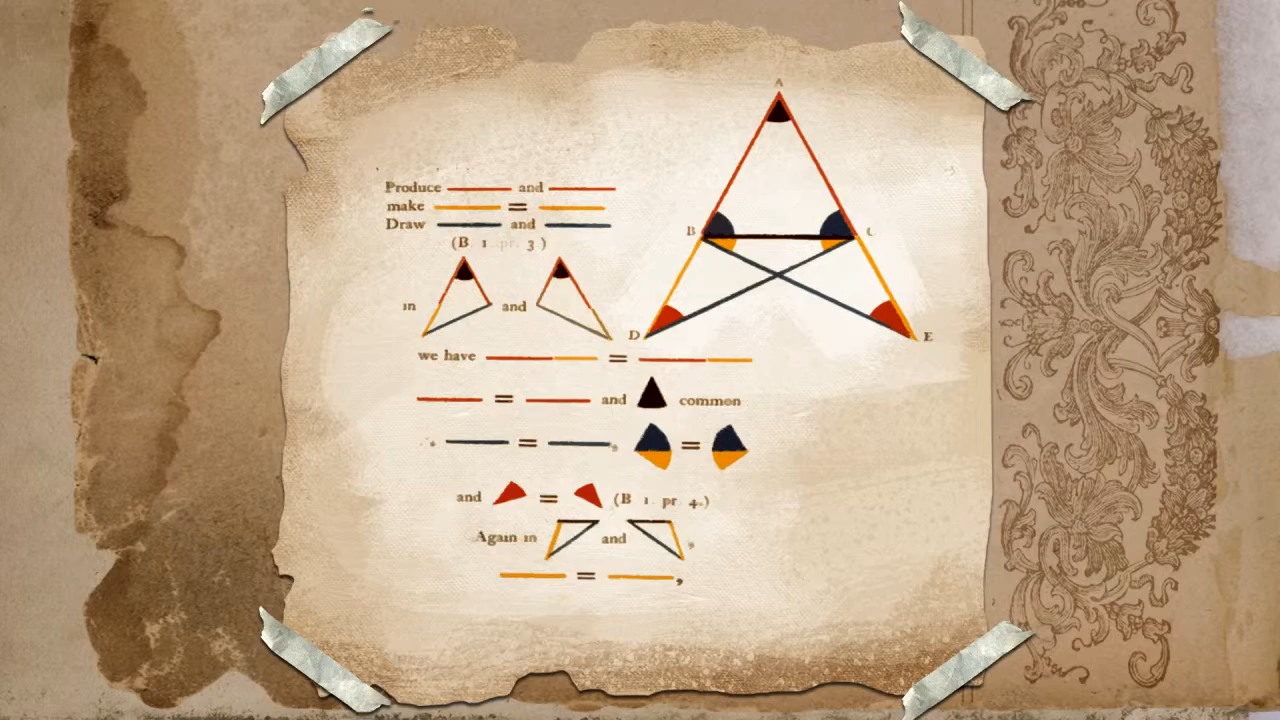 A
Produce and
make =
B C
Draw and
(B. 1. pr. 3.)
in and
D E
we have =
= and common
∴ = , =
and = (B. 1. pr. 4.)
Again in and ,
= ,